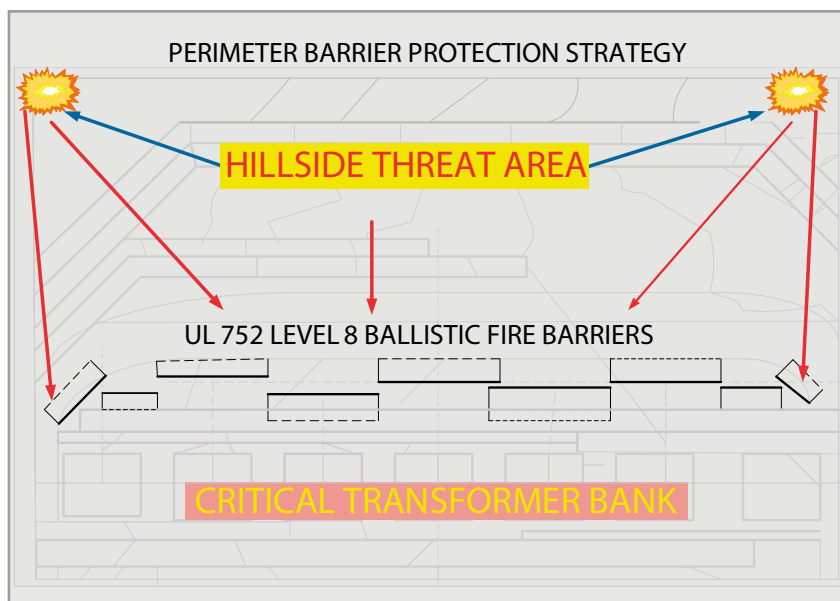 PERIMETER BARRIER PROTECTION STRATEGY
HILLSIDE THREAT AREA
UL 752 LEVEL 8 BALLISTIC FIRE BARRIERS
CRITICAL TRANSFORMER BANK